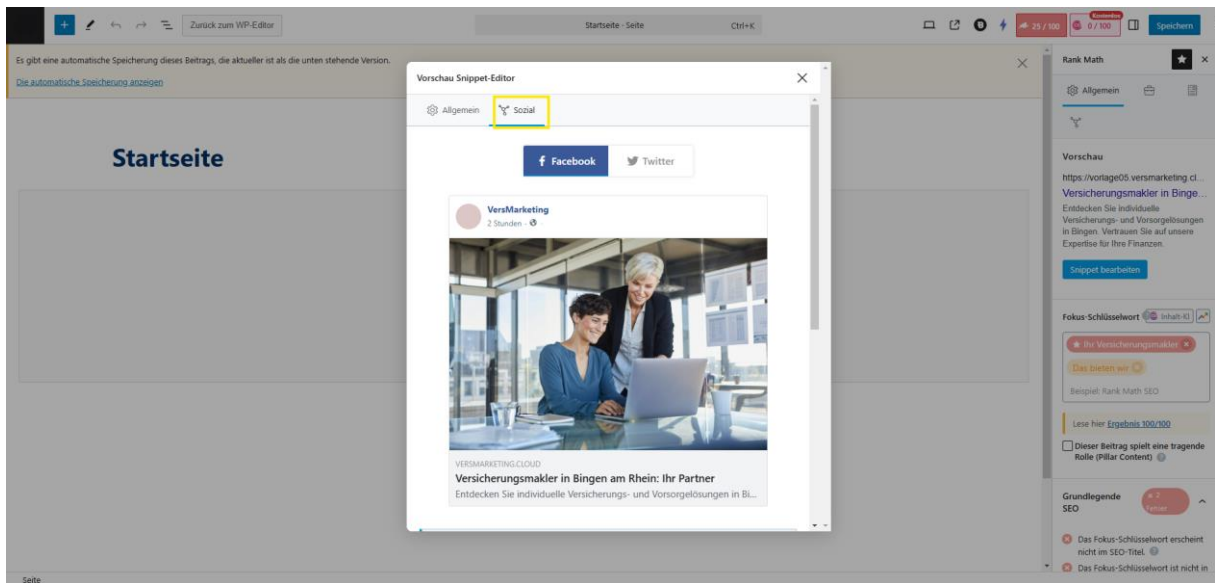 Zurück zum WP-Editor
Startseite · Seite
Ctrl+K
25 / 100
Kostenlos
0 / 100
Speichern
Es gibt eine automatische Speicherung dieses Beitrags, die aktueller ist als die unten stehende Version.
Die automatische Speicherung anzeigen
Startseite
Vorschau Snippet-Editor
Allgemein
Sozial
Facebook
Twitter
VersMarketing
2 Stunden ·
VERSMARKETING.CLOUD
Versicherungsmakler in Bingen am Rhein: Ihr Partner
Entdecken Sie individuelle Versicherungs- und Vorsorgelösungen in Bi...
Rank Math
Allgemein
Vorschau
https://vorlage05.versmarketing.cl...
Versicherungsmakler in Binge...
Entdecken Sie individuelle
Versicherungs- und Vorsorgelösungen
in Bingen. Vertrauen Sie auf unsere
Expertise für Ihre Finanzen.
Snippet bearbeiten
Fokus-Schlüsselwort
Inhalt-KI
Ihr Versicherungsmakler
Das bieten wir
Beispiel: Rank Math SEO
Lese hier Ergebnis 100/100
Dieser Beitrag spielt eine tragende
Rolle (Pillar Content)
Grundlegende
SEO
2
Fehler
Das Fokus-Schlüsselwort erscheint
nicht im SEO-Titel.
Das Fokus-Schlüsselwort ist nicht in
Seite